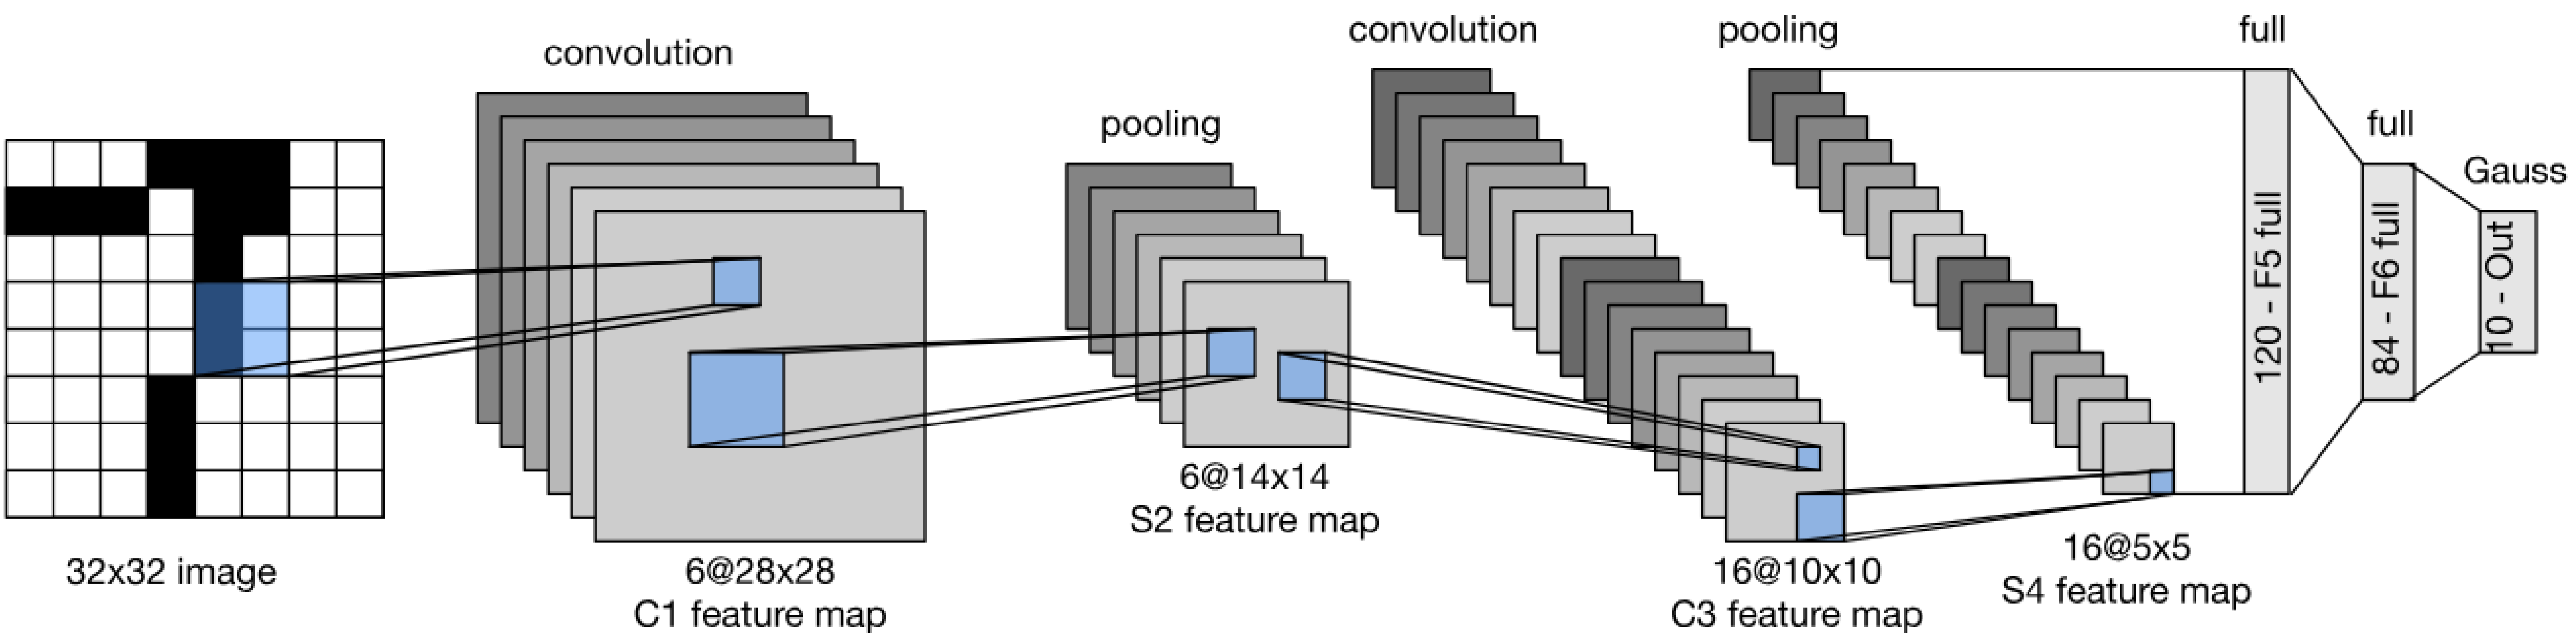 convolution
pooling
convolution
pooling
full
full
Gauss
32x32 image
6@28x28
C1 feature map
6@14x14
S2 feature map
16@10x10
C3 feature map
16@5x5
S4 feature map
120 - F5 full
84 - F6 full
10 - Out